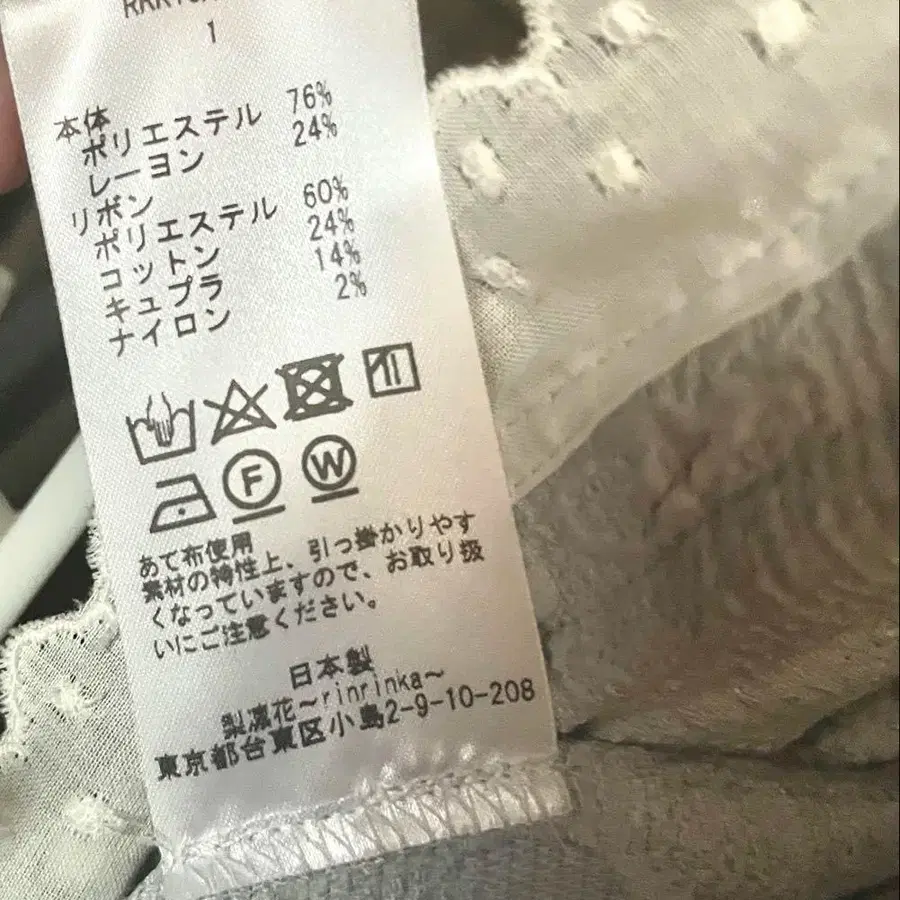 1
本体
ポリエステル 76%
レーヨン 24%
リボン
ポリエステル 60%
コットン 24%
キュプラ 14%
ナイロン 2%
F W
あて布使用
素材の特性上、引っ掛かりやす
くなっていますので、お取り扱
いにご注意ください。
日本製
梨凛花~rinrinka~
東京都台東区小島2-9-10-208